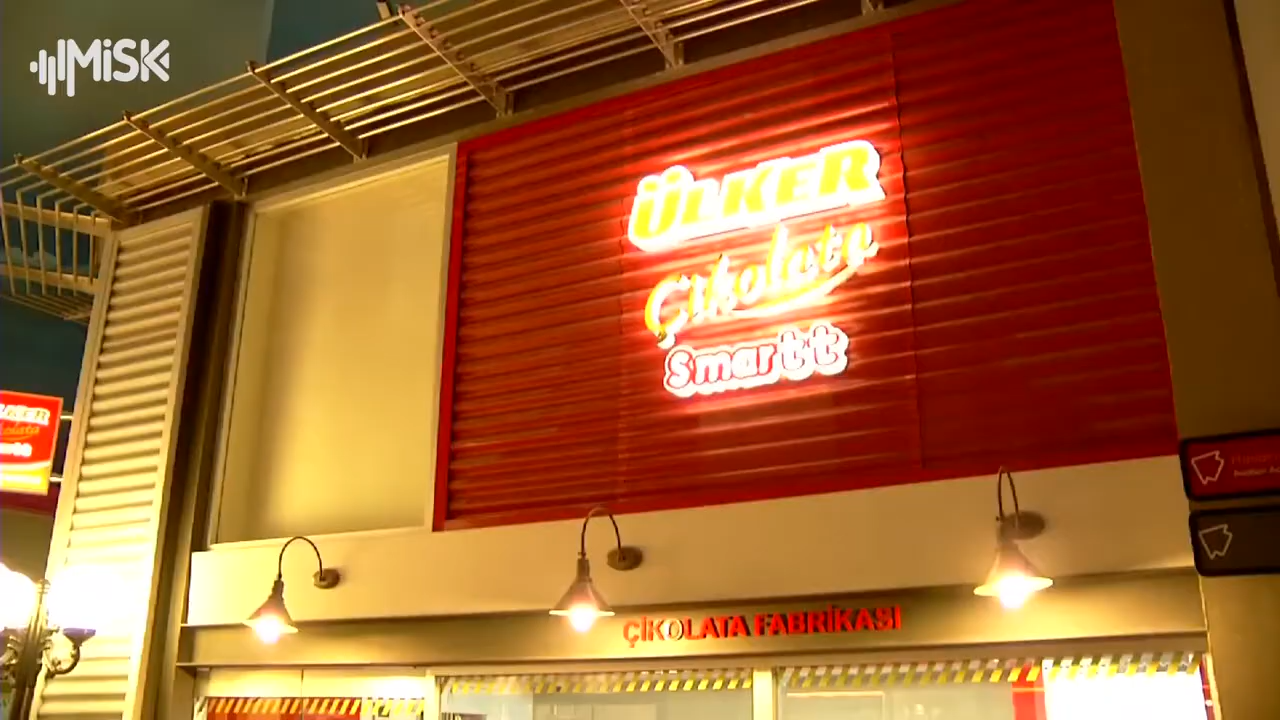 MiSK
ÜLKER
Çikolata
Smartt
ÇİKOLATA FABRİKASI